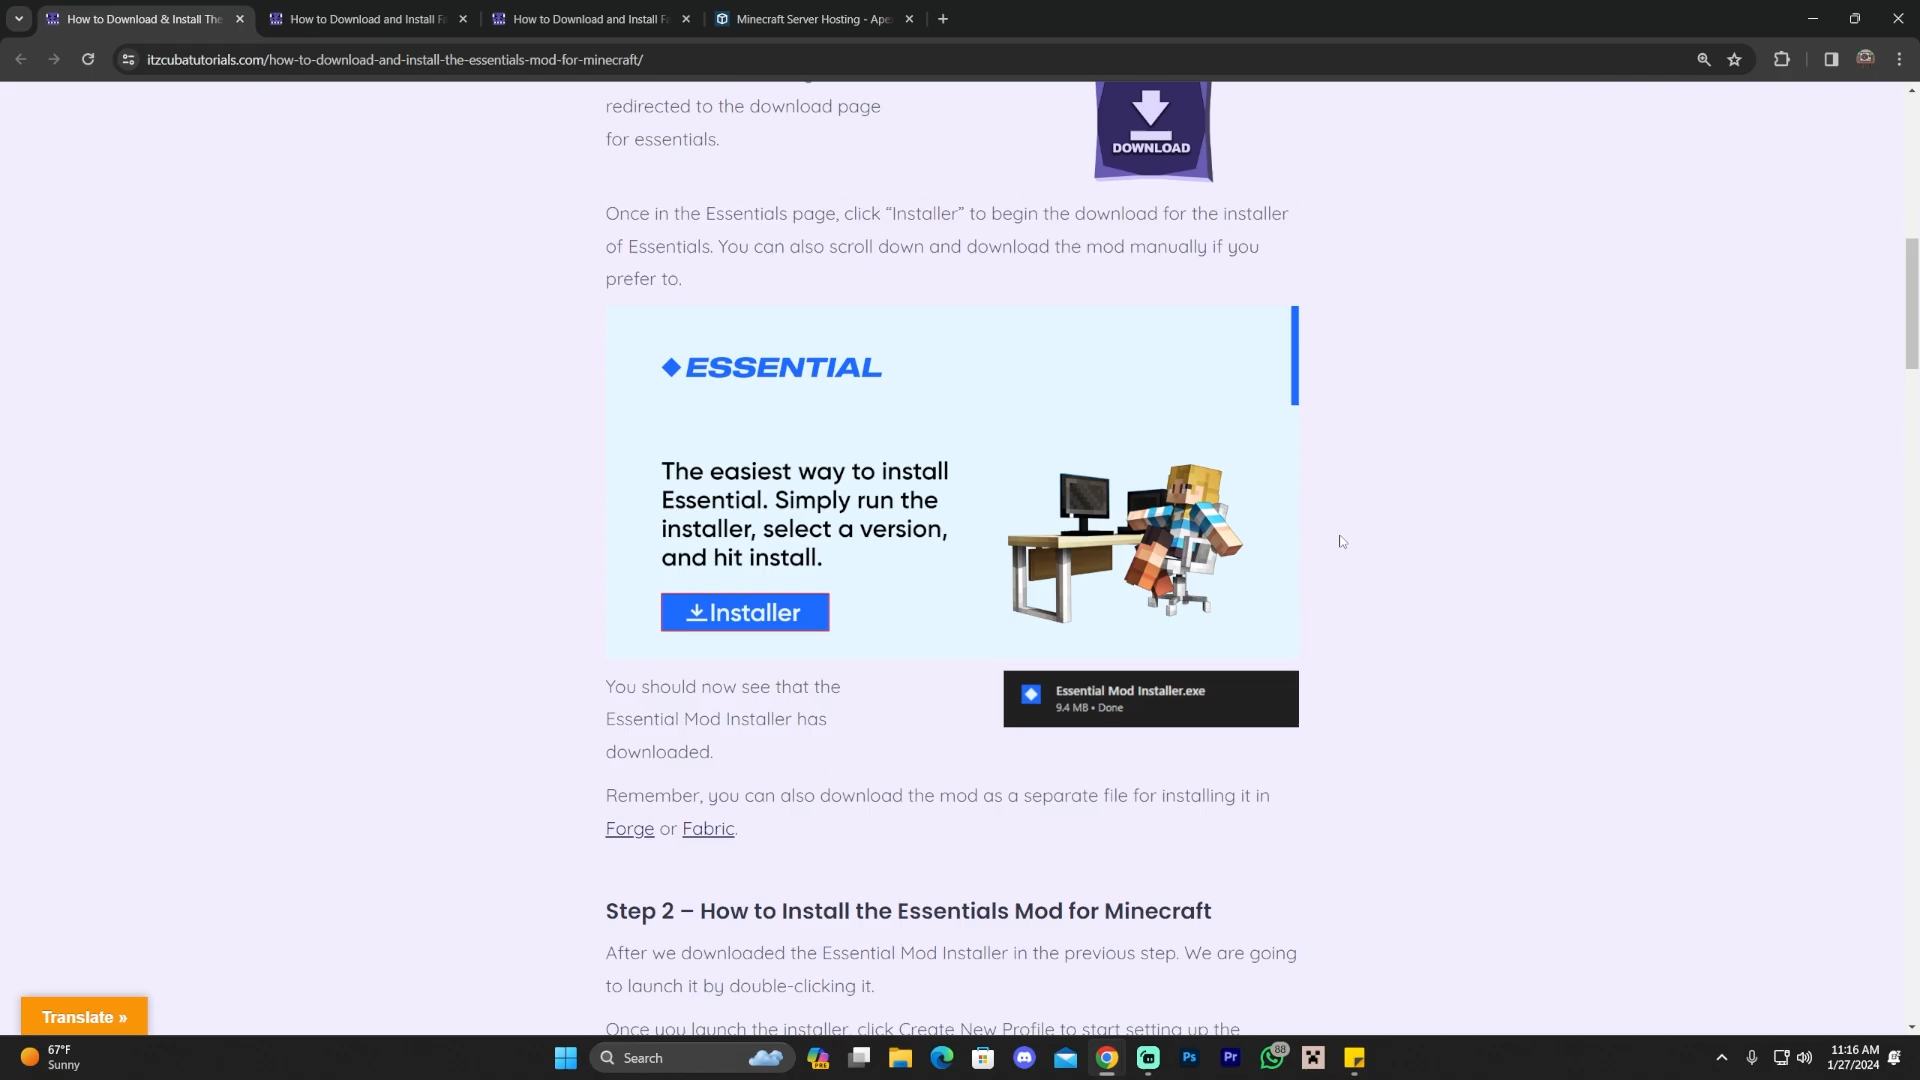 How to Download & Install The
How to Download and Install F
How to Download and Install F
Minecraft Server Hosting - Ape
itzcubatutorials.com/how-to-download-and-install-the-essentials-mod-for-minecraft/
redirected to the download page
for essentials.
DOWNLOAD
Once in the Essentials page, click “Installer” to begin the download for the installer
of Essentials. You can also scroll down and download the mod manually if you
prefer to.
ESSENTIAL
The easiest way to install
Essential. Simply run the
installer, select a version,
and hit install.
Installer
You should now see that the
Essential Mod Installer has
downloaded.
Essential Mod Installer.exe
9.4 MB • Done
Remember, you can also download the mod as a separate file for installing it in
Forge or Fabric.
Step 2 – How to Install the Essentials Mod for Minecraft
After we downloaded the Essential Mod Installer in the previous step. We are going
to launch it by double-clicking it.
Once you launch the installer, click Create New Profile to start setting up the
Translate »
67°F
Sunny
Search
PRE
Ps
Pr
88
11:16 AM
1/27/2024